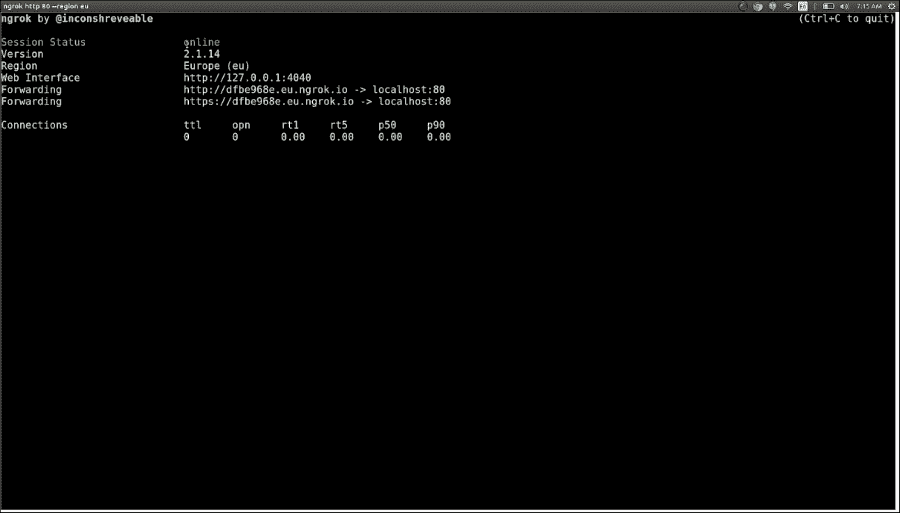 ngrok http 80 --region eu 7:15 AM
ngrok by @inconshreveable (Ctrl+C to quit)
Session Status online
Version 2.1.14
Region Europe (eu)
Web Interface http://127.0.0.1:4040
Forwarding http://dfbe968e.eu.ngrok.io -> localhost:80
Forwarding https://dfbe968e.eu.ngrok.io -> localhost:80
Connections ttl opn rt1 rt5 p50 p90
0 0 0.00 0.00 0.00 0.00